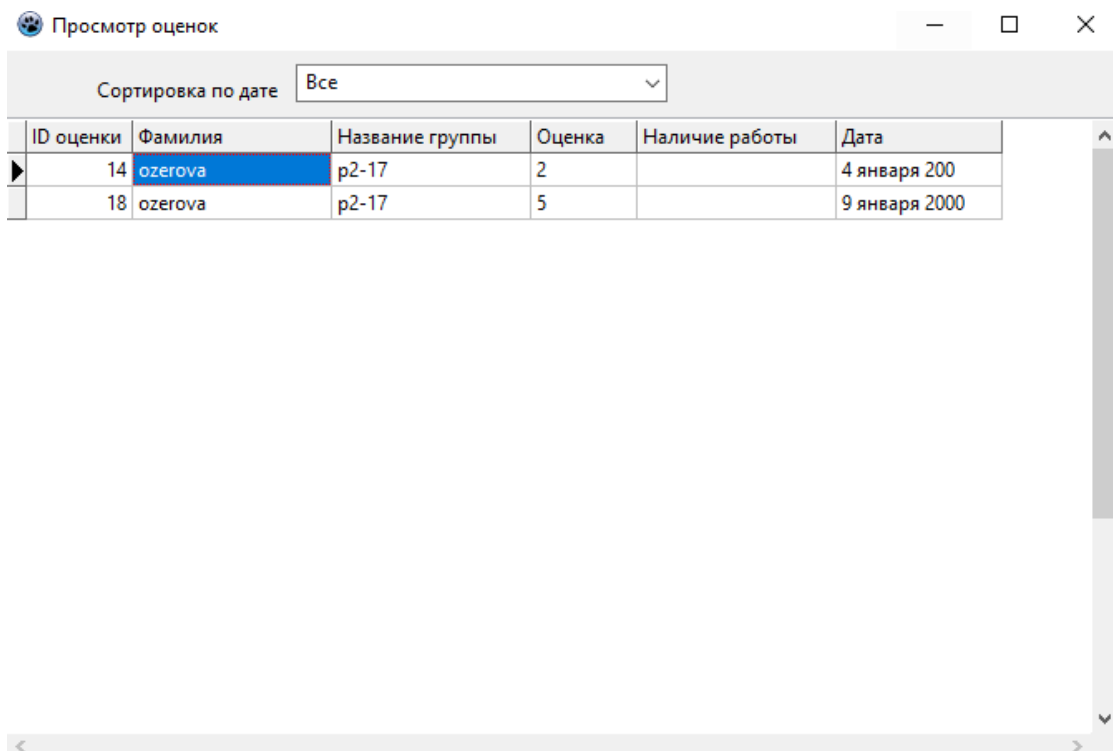 Просмотр оценок
Сортировка по дате Все
ID оценки Фамилия Название группы Оценка Наличие работы Дата
14 ozerova p2-17 2 4 января 200
18 ozerova p2-17 5 9 января 2000